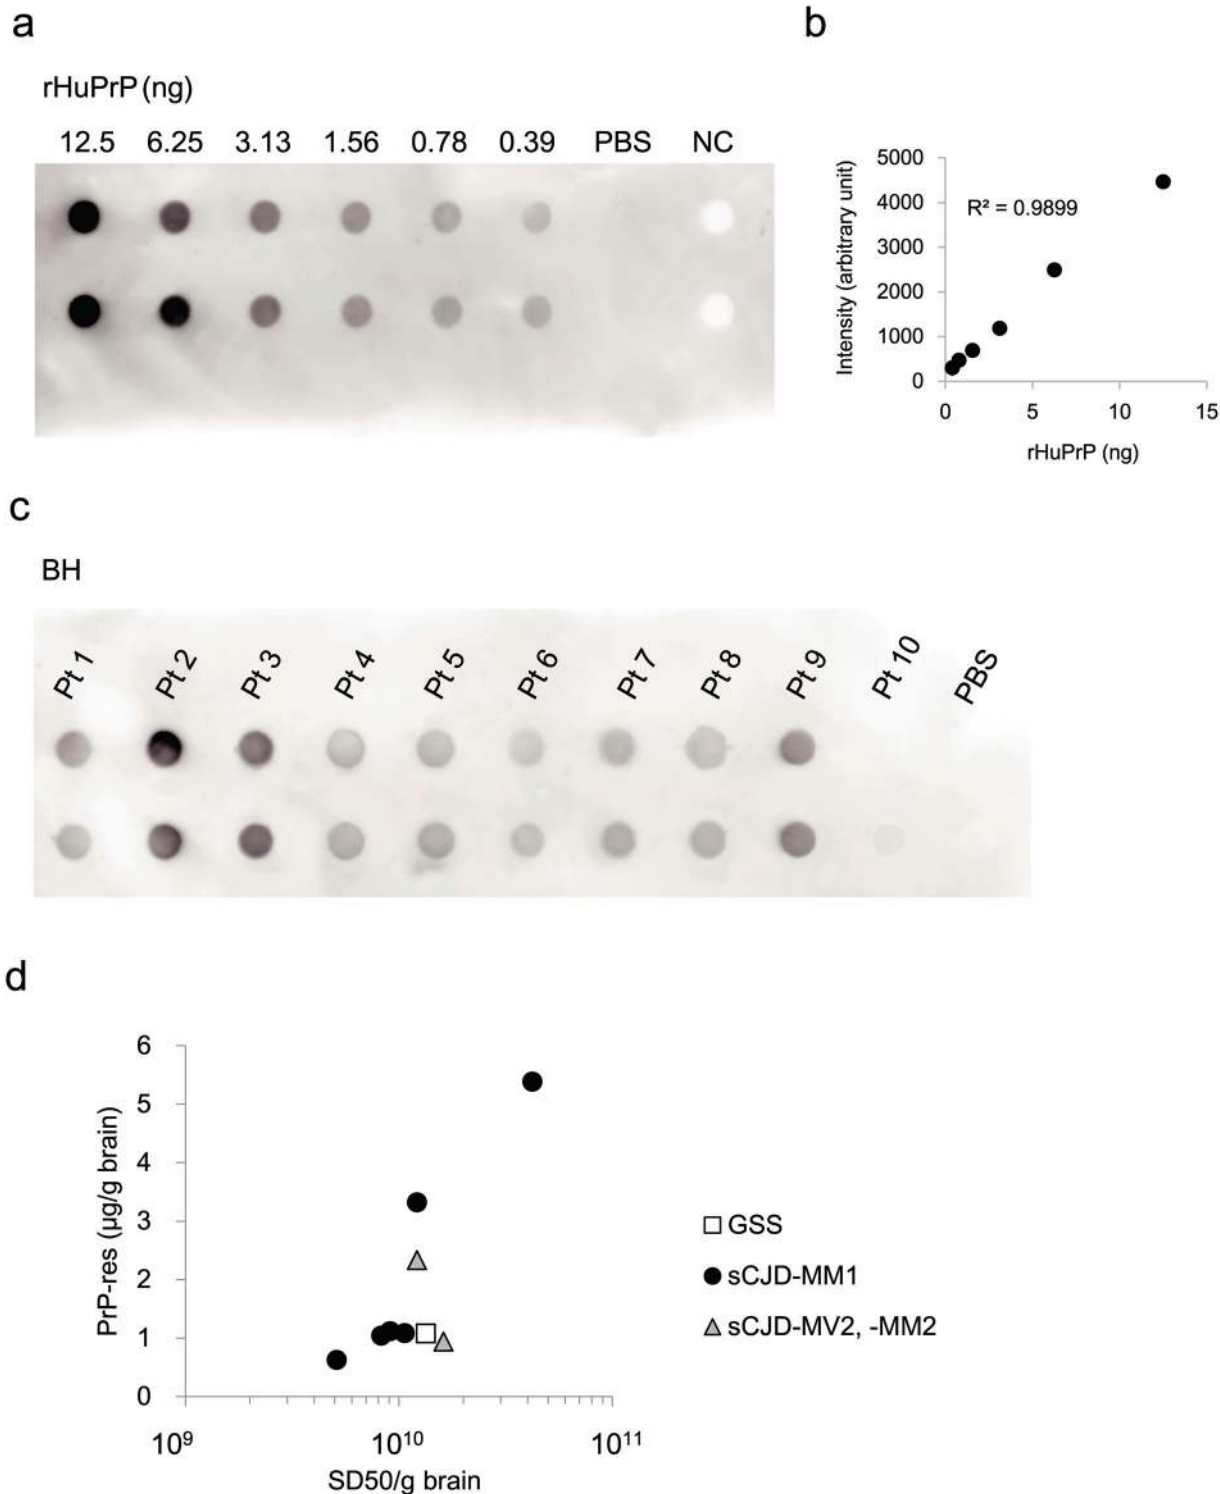 a
rHuPrP (ng)
12.5 6.25 3.13 1.56 0.78 0.39 PBS NC
b
5000
4000
3000
2000
1000
0
Intensity (arbitrary unit)
R² = 0.9899
0 5 10 15
rHuPrP (ng)
c
BH
Pt 1 Pt 2 Pt 3 Pt 4 Pt 5 Pt 6 Pt 7 Pt 8 Pt 9 Pt 10 PBS
d
6
5
4
3
2
1
0
PrP-res (µg/g brain)
10⁹ 10¹⁰ 10¹¹
SD50/g brain
GSS
sCJD-MM1
sCJD-MV2, -MM2